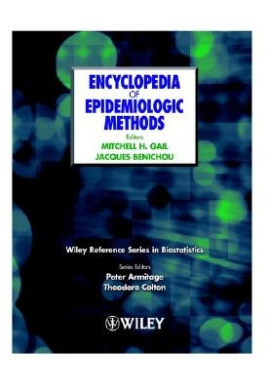 ENCYCLOPEDIA
OF
EPIDEMIOLOGIC
METHODS
Editors
MITCHELL H. GAIL
JACQUES BENICHOU
Wiley Reference Series in Biostatistics
Series Editors
Peter Armitage
Theodore Colton
WILEY